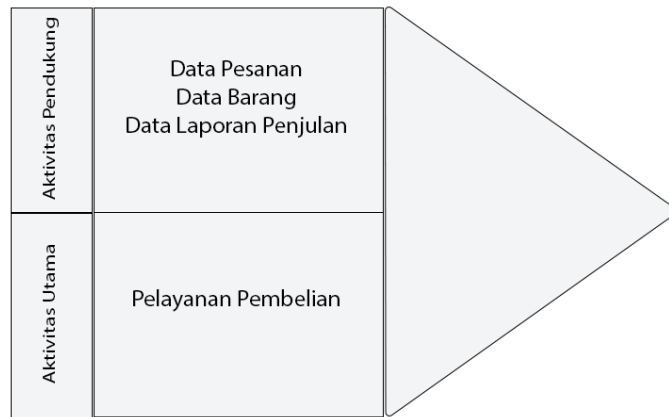 Aktivitas Pendukung
Data Pesanan
Data Barang
Data Laporan Penjulan
Aktivitas Utama
Pelayanan Pembelian